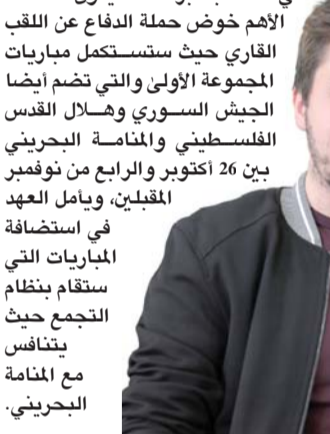 الأهم خوض حملة الدفاع عن اللقب
القاري حيث ستستكمل مباريات
المجموعة الأولىٰ والتي تضم أيضا
الجيش السوري وهلال القدس
الفلسطيني والمنامة البحريني
بين 26 أكتوبر والرابع من نوفمبر
المقبلين، ويأمل العهد
في استضافة
المباريات التي
ستقام بنظام
التجمع حيث
يتنافس
مع المنامة
البحريني.